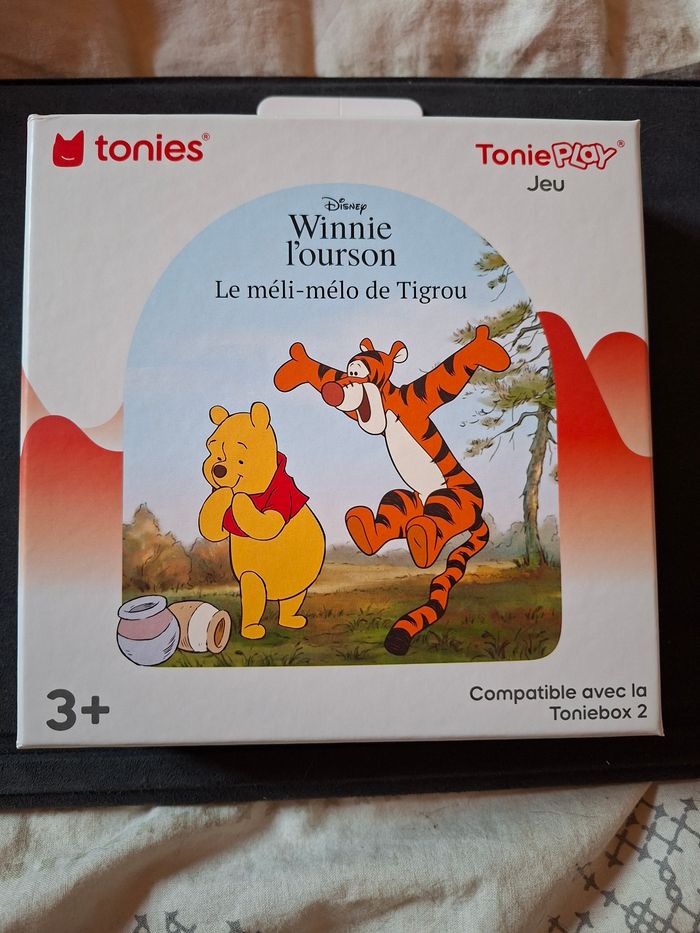 tonies®
ToniePLAY®
Jeu
Disney
Winnie
l'ourson
Le méli-mélo de Tigrou
3+
Compatible avec la
Toniebox 2